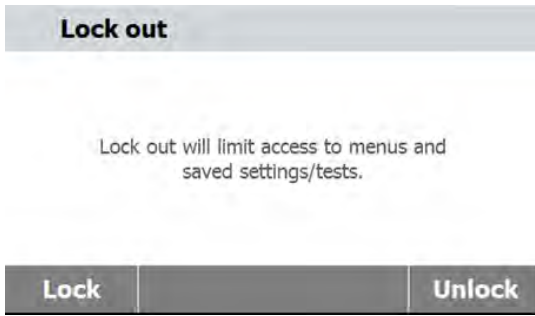 Lock out
Lock out will limit access to menus and
saved settings/tests.
Lock
Unlock